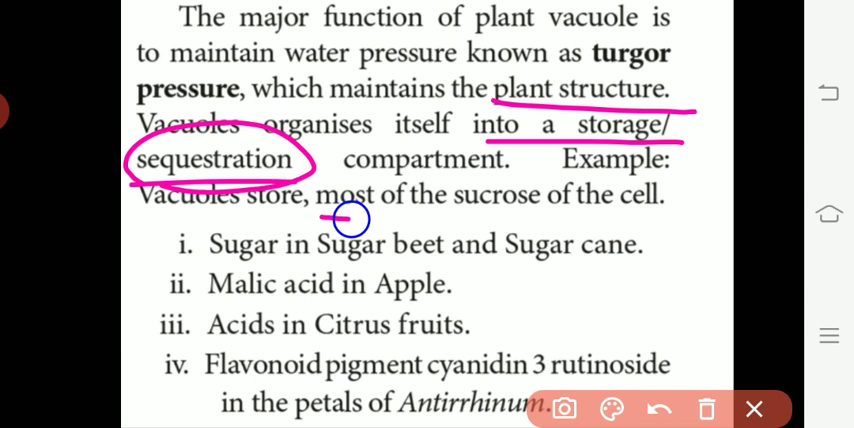 The major function of plant vacuole is
to maintain water pressure known as turgor
pressure, which maintains the plant structure.
Vacuoles organises itself into a storage/
sequestration compartment. Example:
Vacuoles store, most of the sucrose of the cell.
i. Sugar in Sugar beet and Sugar cane.
ii. Malic acid in Apple.
iii. Acids in Citrus fruits.
iv. Flavonoid pigment cyanidin 3 rutinoside
in the petals of Antirrhinum.